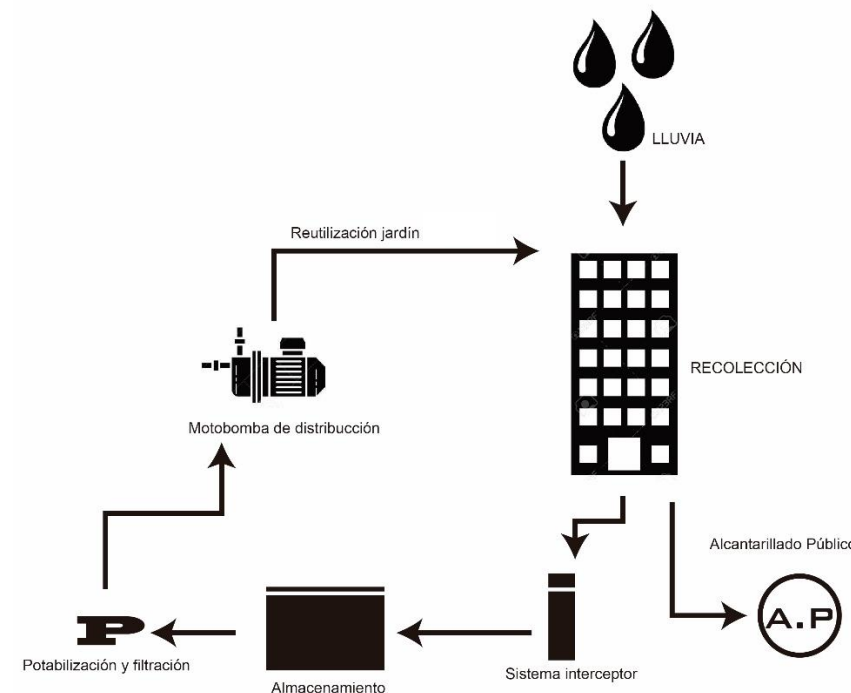 LLUVIA
Reutilización jardín
RECOLECCIÓN
Motobomba de distribucción
Alcantarillado Público
A.P
P
Potabilización y filtración
Almacenamiento
Sistema interceptor